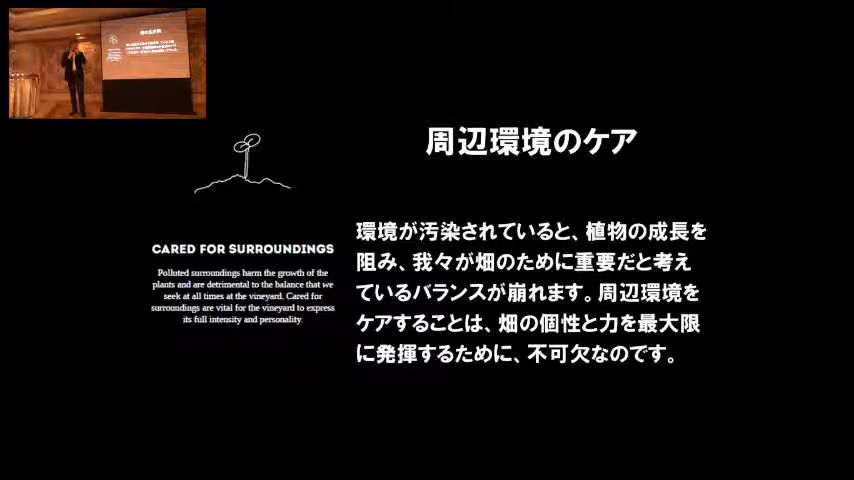 周辺環境のケア
CARED FOR SURROUNDINGS
Polluted surroundings harm the growth of the
plants and are detrimental to the balance that we
seek at all times at the vineyard. Cared for
surroundings are vital for the vineyard to express
its full intensity and personality.
環境が汚染されていると、植物の成長を
阻み、我々が畑のために重要だと考え
ているバランスが崩れます。周辺環境を
ケアすることは、畑の個性と力を最大限
に発揮するために、不可欠なのです。